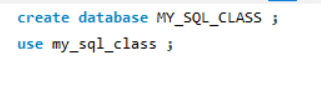 create database MY_SQL_CLASS ;
use my_sql_class ;